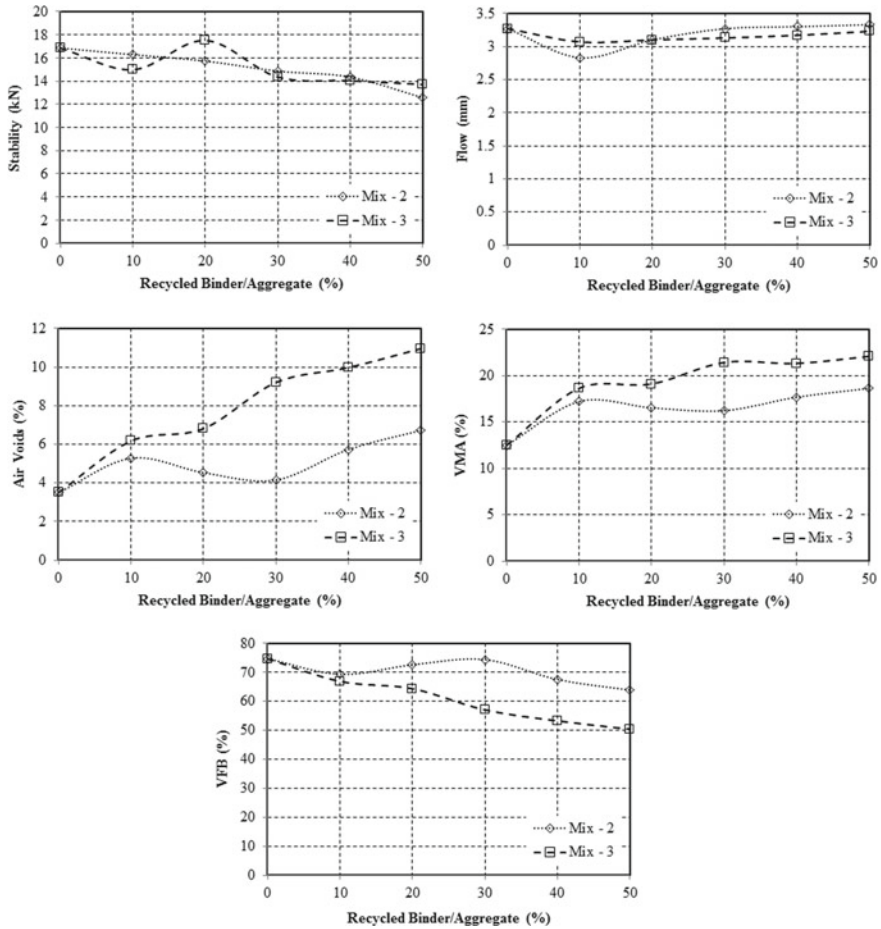 20
18
16
14
12
10
8
6
4
2
0
Stability (kN)
Mix - 2
Mix - 3
0 10 20 30 40 50
Recycled Binder/Aggregate (%)
3.5
3
2.5
2
1.5
1
0.5
0
Flow (mm)
Mix - 2
Mix - 3
0 10 20 30 40 50
Recycled Binder/Aggregate (%)
12
10
8
6
4
2
0
Air Voids (%)
Mix - 2
Mix - 3
0 10 20 30 40 50
Recycled Binder/Aggregate (%)
25
20
15
10
5
0
VMA (%)
Mix - 2
Mix - 3
0 10 20 30 40 50
Recycled Binder/Aggregate (%)
80
70
60
50
40
30
20
10
0
VFB (%)
Mix - 2
Mix - 3
0 10 20 30 40 50
Recycled Binder/Aggregate (%)